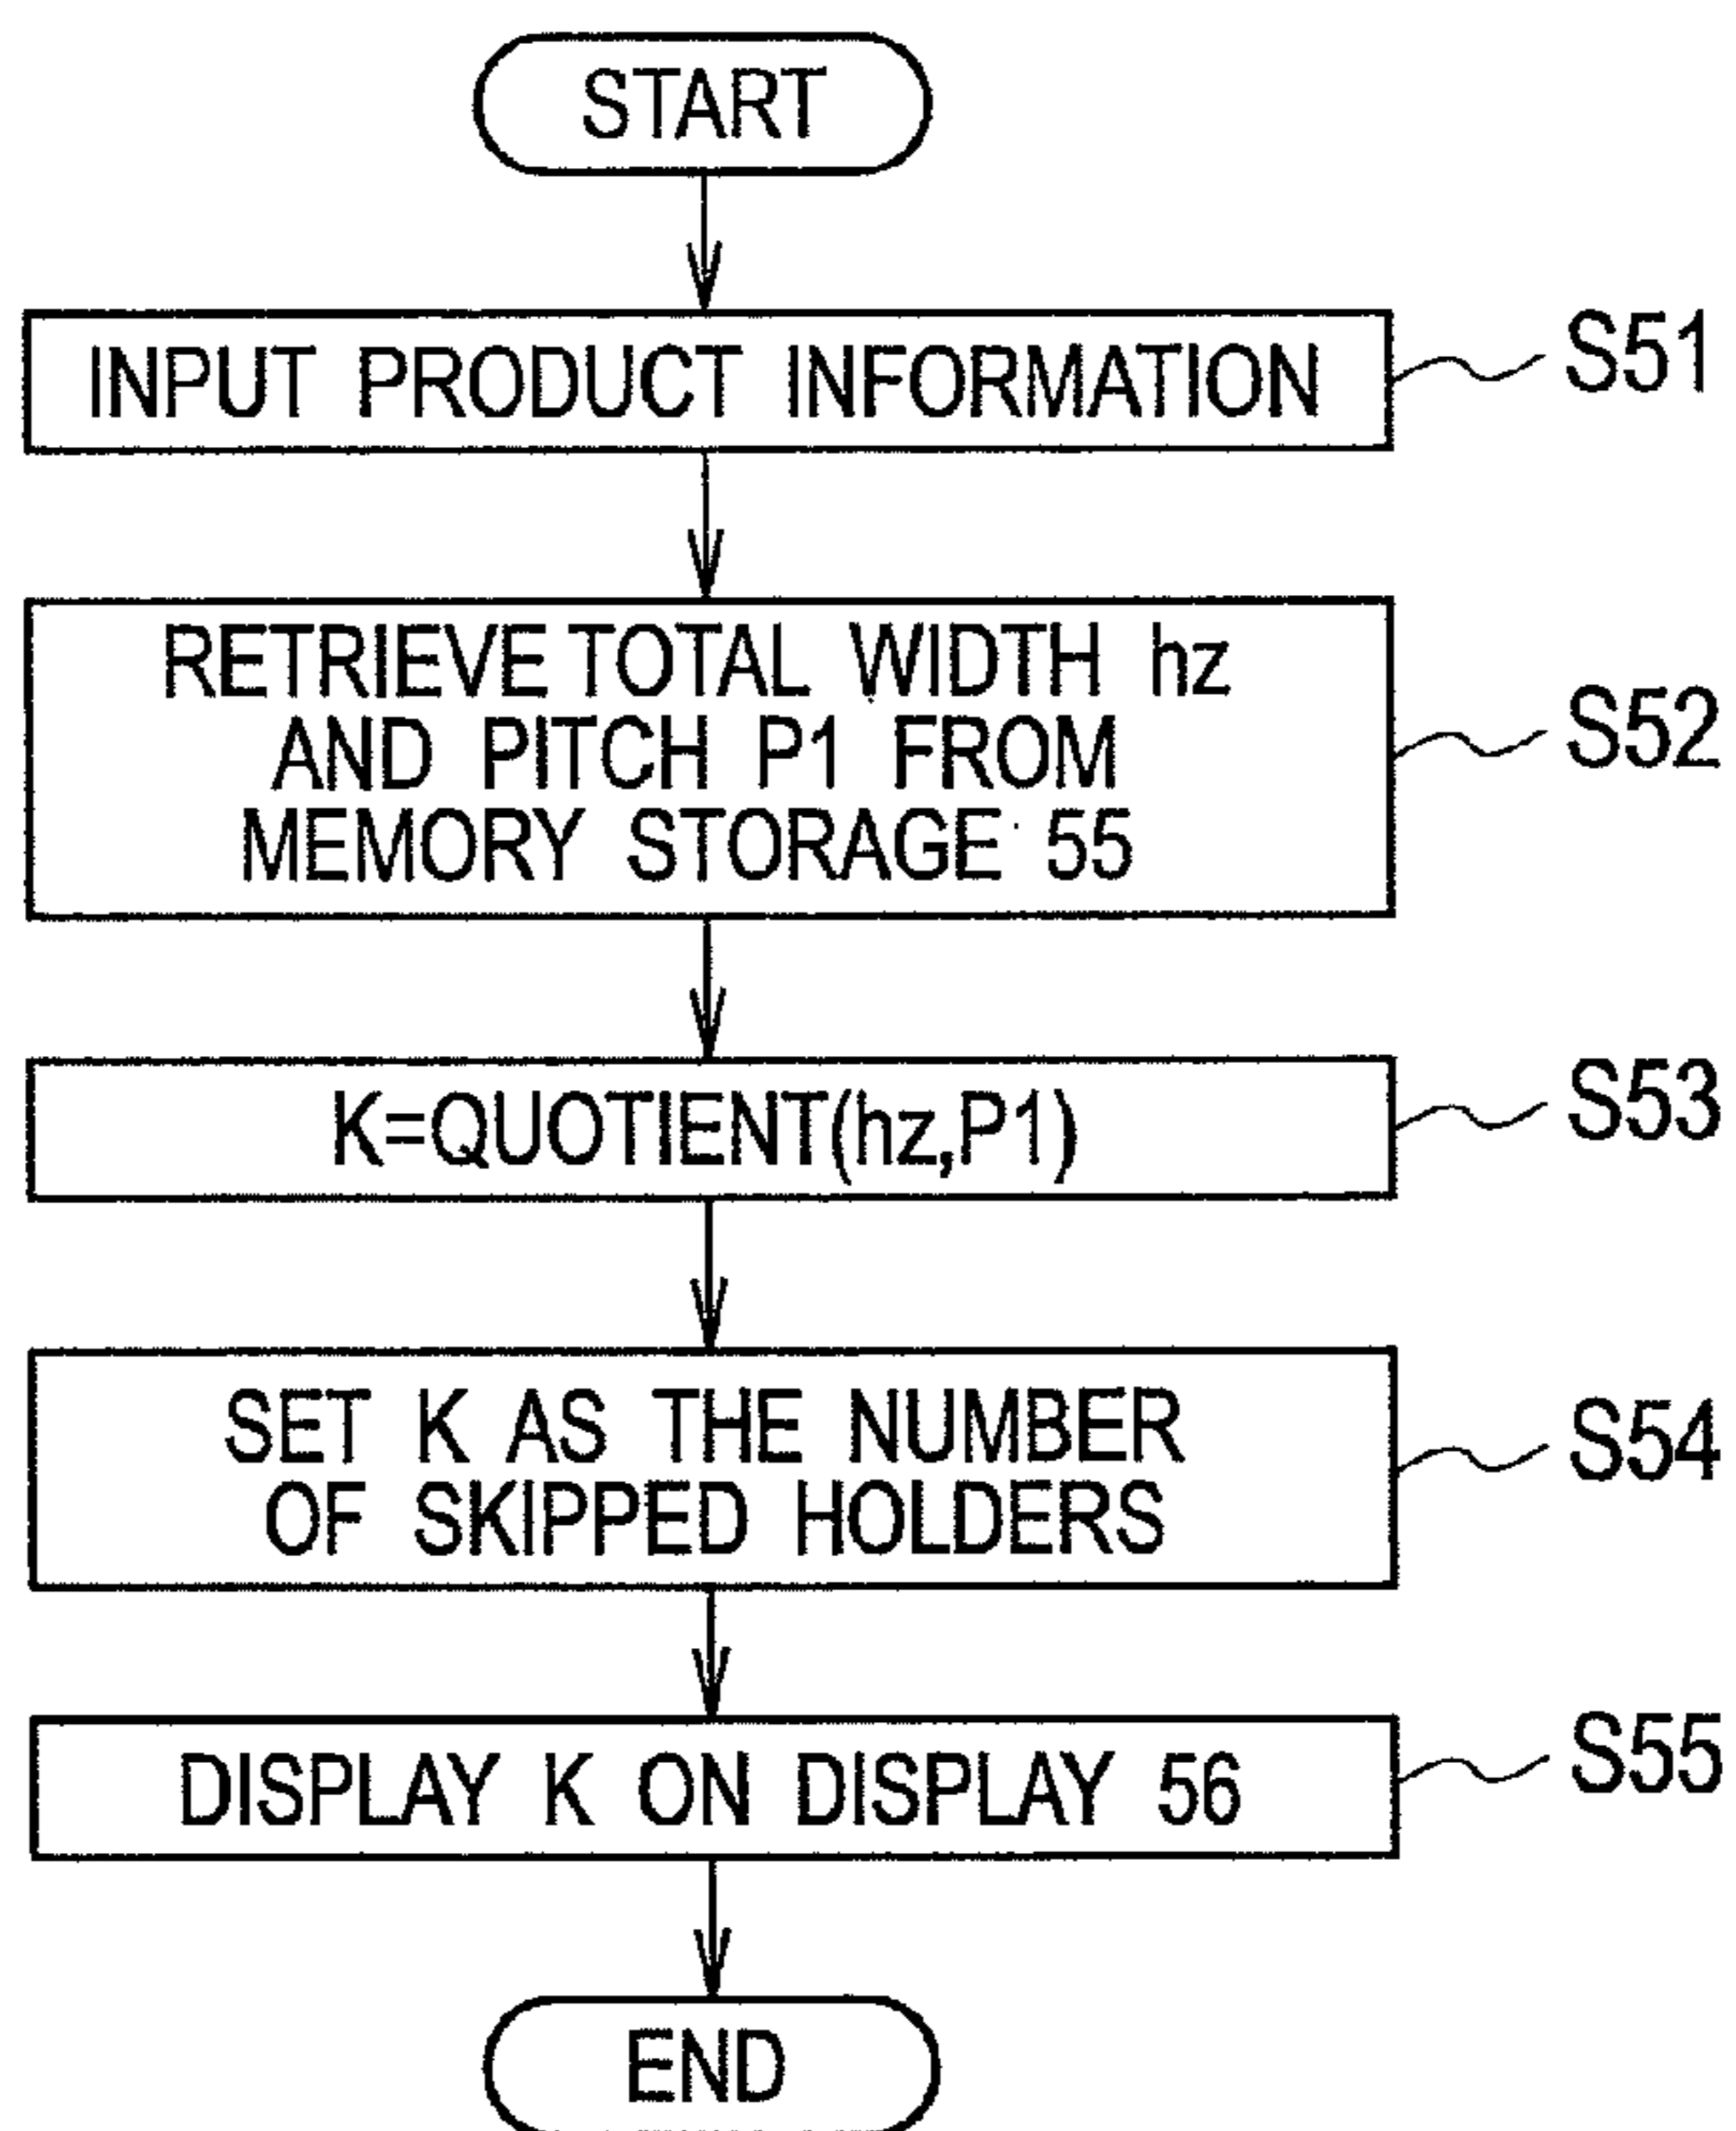 START
INPUT PRODUCT INFORMATION S51
RETRIEVE TOTAL WIDTH hz
AND PITCH P1 FROM
MEMORY STORAGE 55
S52
K=QUOTIENT(hz,P1) S53
SET K AS THE NUMBER
OF SKIPPED HOLDERS
S54
DISPLAY K ON DISPLAY 56 S55
END